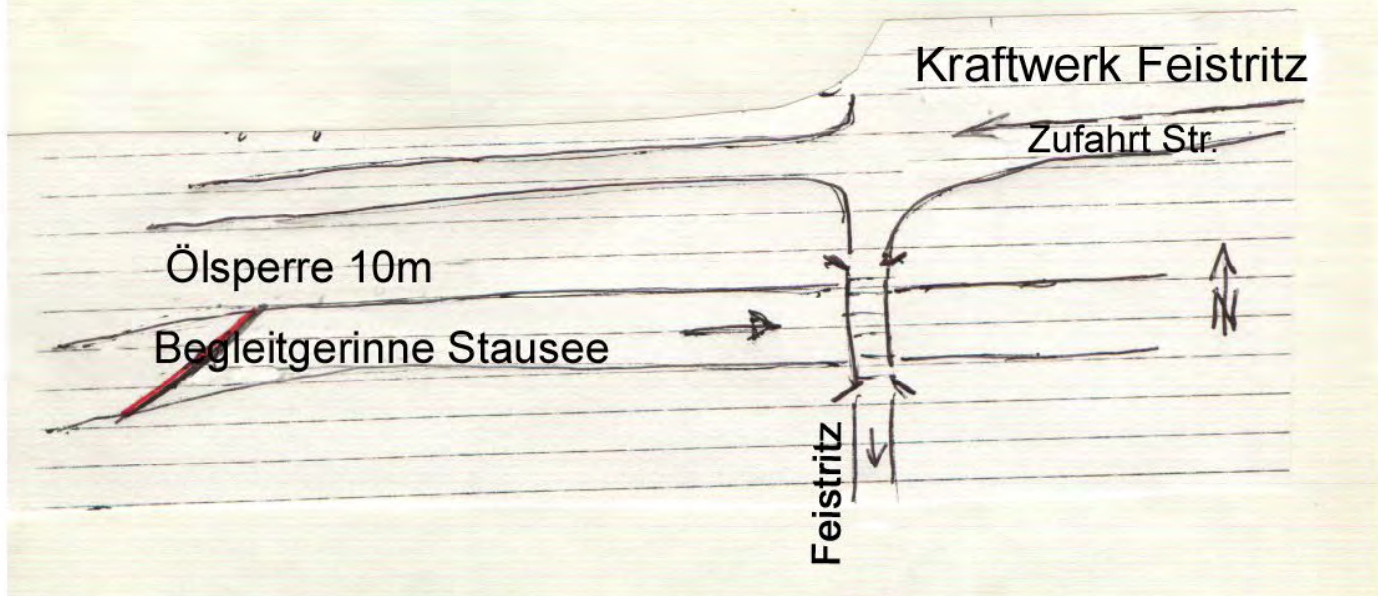 Kraftwerk Feistritz
Zufahrt Str.
Ölsperre 10m
Begleitgerinne Stausee
N
Feistritz